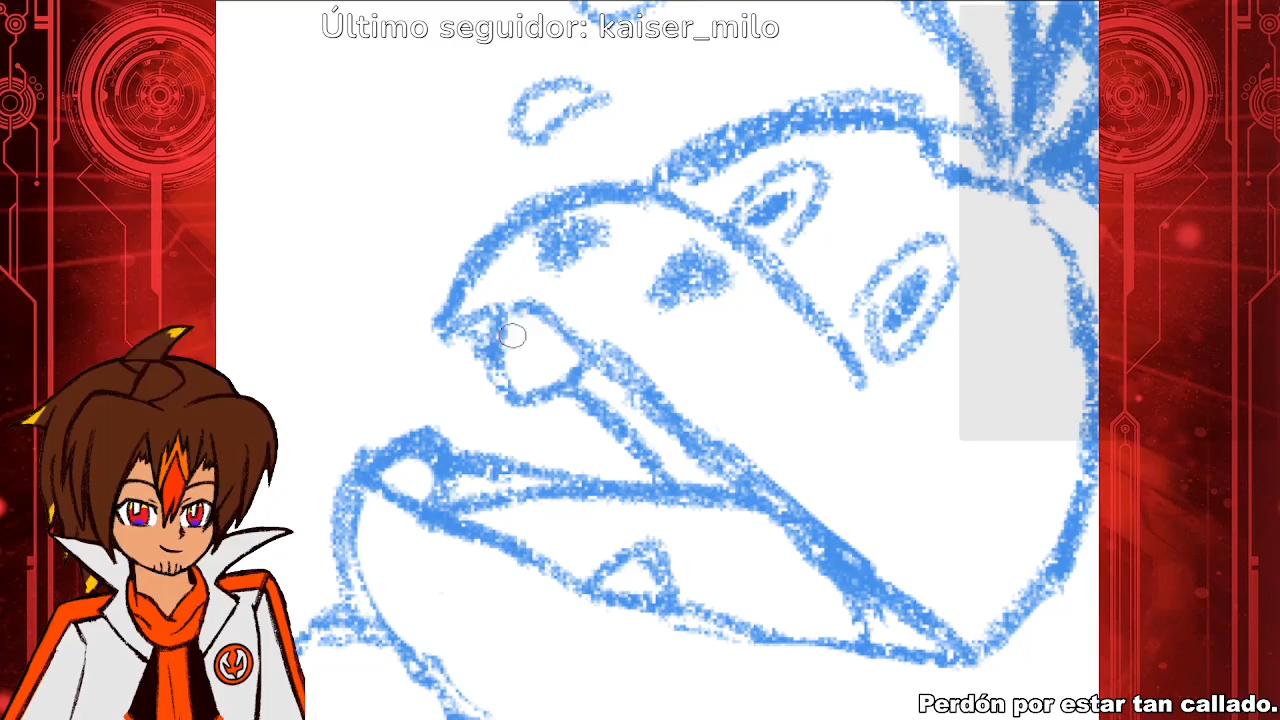 Último seguidor: kaiser_milo
Perdón por estar tan callado.